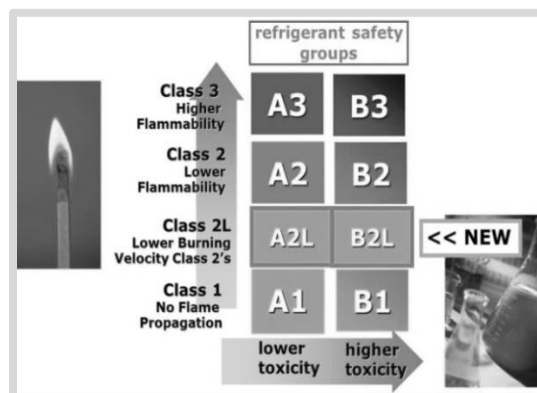 refrigerant safety
groups
Class 3
Higher
Flammability
A3
B3
Class 2
Lower
Flammability
A2
B2
Class 2L
Lower Burning
Velocity Class 2's
A2L
B2L
<< NEW
Class 1
No Flame
Propagation
A1
B1
lower
toxicity
higher
toxicity